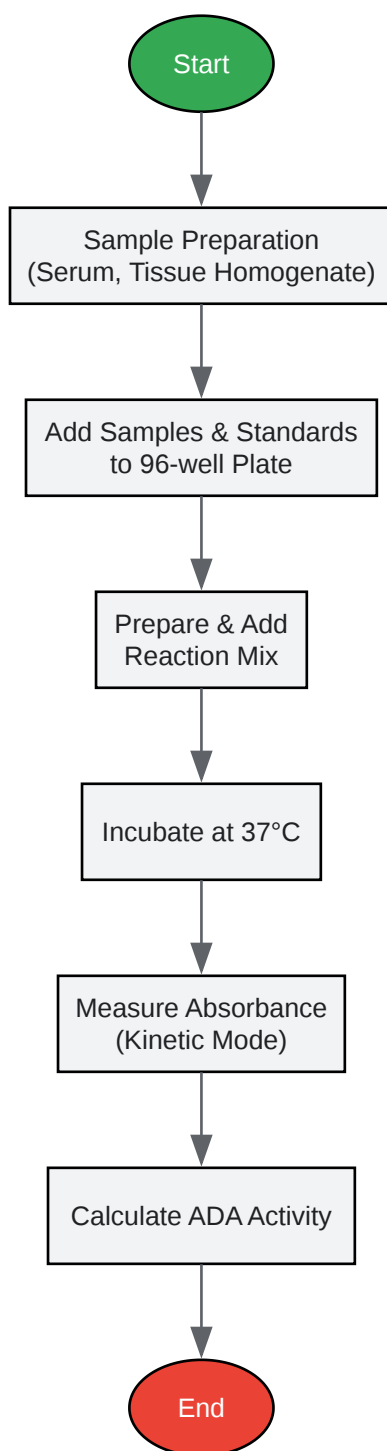 Start
Sample Preparation
(Serum, Tissue Homogenate)
Add Samples & Standards
to 96-well Plate
Prepare & Add
Reaction Mix
Incubate at 37°C
Measure Absorbance
(Kinetic Mode)
Calculate ADA Activity
End